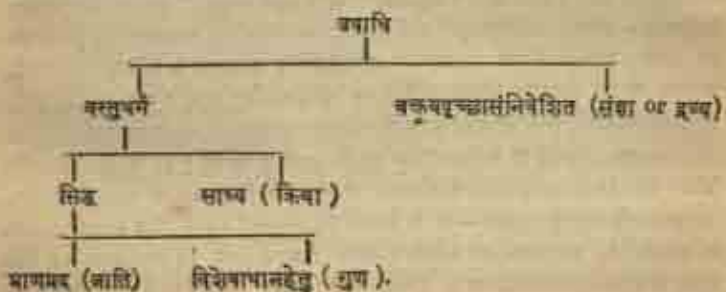 उपाधि
वस्तुधर्म वक्तृयदृच्छासंनिवेशित (संज्ञा or द्रव्य)
सिद्ध साध्य ( क्रिया )
प्राणप्रद (जाति) विशेषाधानहेतु ( गुण ).